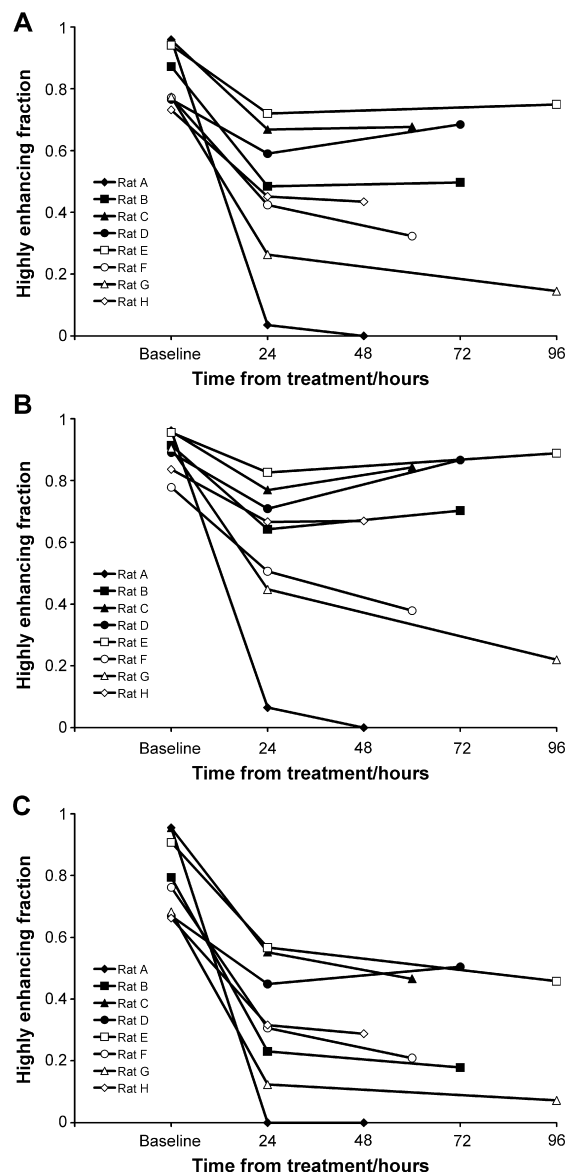 A
Highly enhancing fraction
1
0.8
0.6
0.4
0.2
0
Rat A
Rat B
Rat C
Rat D
Rat E
Rat F
Rat G
Rat H
Baseline 24 48 72 96
Time from treatment/hours
B
Highly enhancing fraction
1
0.8
0.6
0.4
0.2
0
Rat A
Rat B
Rat C
Rat D
Rat E
Rat F
Rat G
Rat H
Baseline 24 48 72 96
Time from treatment/hours
C
Highly enhancing fraction
1
0.8
0.6
0.4
0.2
0
Rat A
Rat B
Rat C
Rat D
Rat E
Rat F
Rat G
Rat H
Baseline 24 48 72 96
Time from treatment/hours